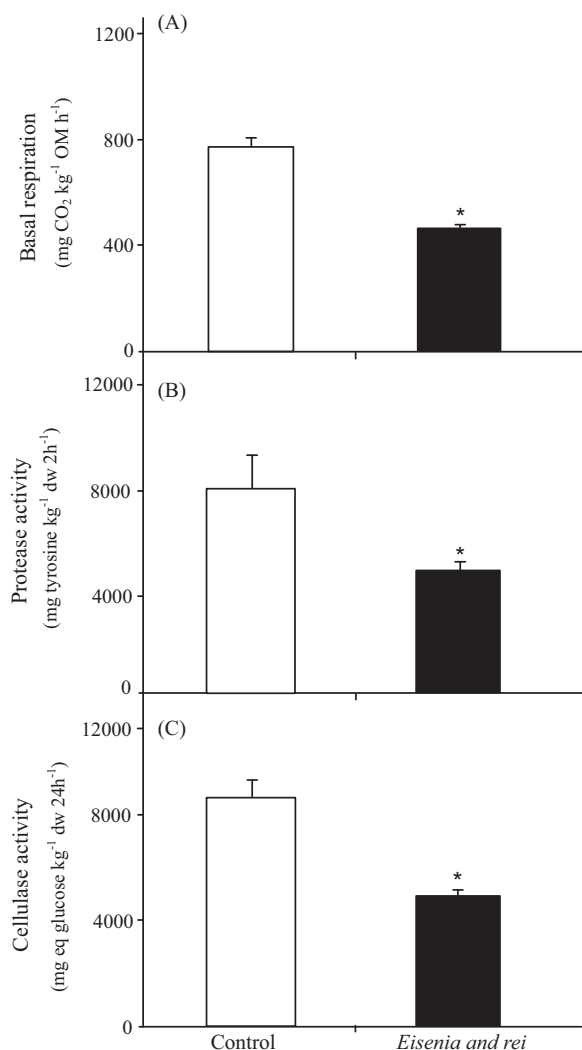 (A)
1200
800
400
0
Basal respiration
(mg CO₂ kg⁻¹ OM h⁻¹)
*
(B)
12000
8000
4000
0
Protease activity
(mg tyrosine kg⁻¹ dw 2h⁻¹)
*
(C)
12000
8000
4000
0
Cellulase activity
(mg eq glucose kg⁻¹ dw 24h⁻¹)
*
Control Eisenia and rei